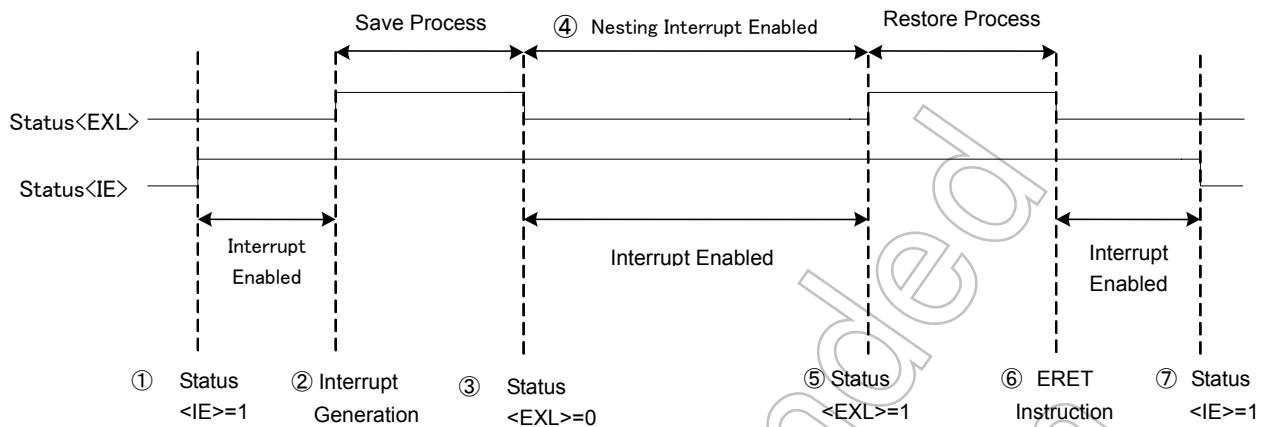 Save Process
④ Nesting Interrupt Enabled
Restore Process
Status<EXL>
Status<IE>
Interrupt
Enabled
Interrupt Enabled
Interrupt
Enabled
① Status
<IE>=1
② Interrupt
Generation
③ Status
<EXL>=0
⑤ Status
<EXL>=1
⑥ ERET
Instruction
⑦ Status
<IE>=1